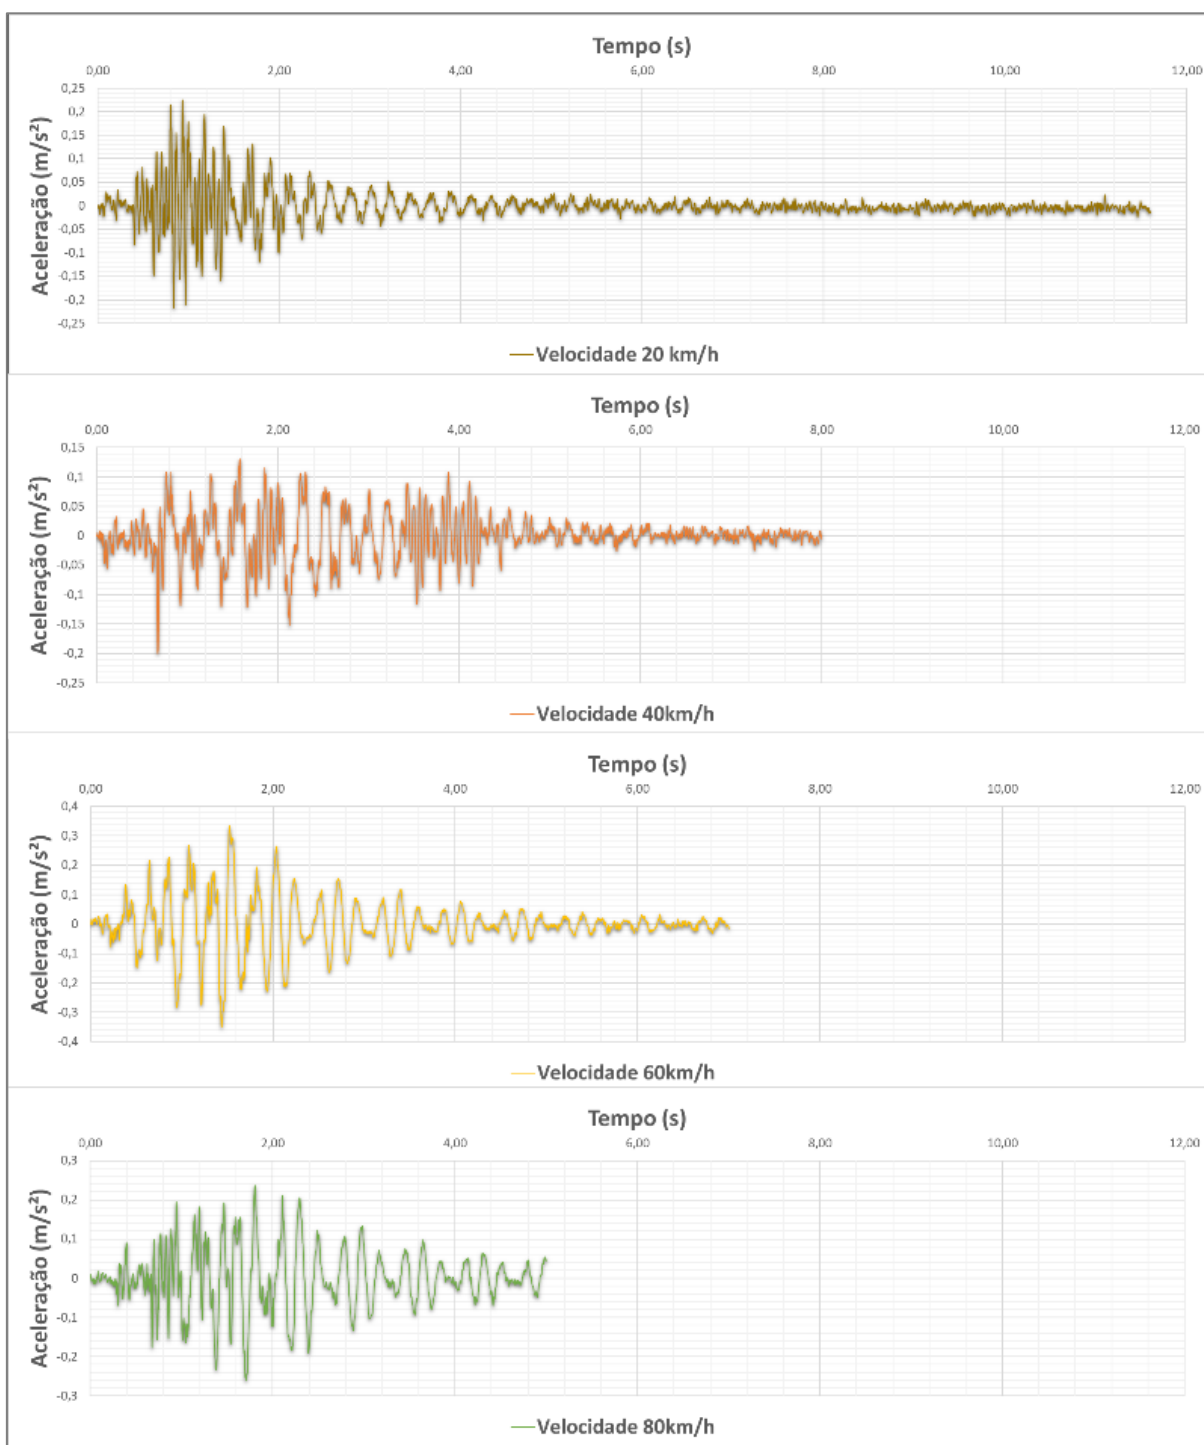 Tempo (s)
0,00 2,00 4,00 6,00 8,00 10,00 12,00
Aceleração (m/s²)
0,25
0,2
0,15
0,1
0,05
0
-0,05
-0,1
-0,15
-0,2
-0,25
Velocidade 20 km/h
Tempo (s)
0,00 2,00 4,00 6,00 8,00 10,00 12,00
Aceleração (m/s²)
0,15
0,1
0,05
0
-0,05
-0,1
-0,15
-0,2
-0,25
Velocidade 40km/h
Tempo (s)
0,00 2,00 4,00 6,00 8,00 10,00 12,00
Aceleração (m/s²)
0,4
0,3
0,2
0,1
0
-0,1
-0,2
-0,3
-0,4
Velocidade 60km/h
Tempo (s)
0,00 2,00 4,00 6,00 8,00 10,00 12,00
Aceleração (m/s²)
0,3
0,2
0,1
0
-0,1
-0,2
-0,3
Velocidade 80km/h